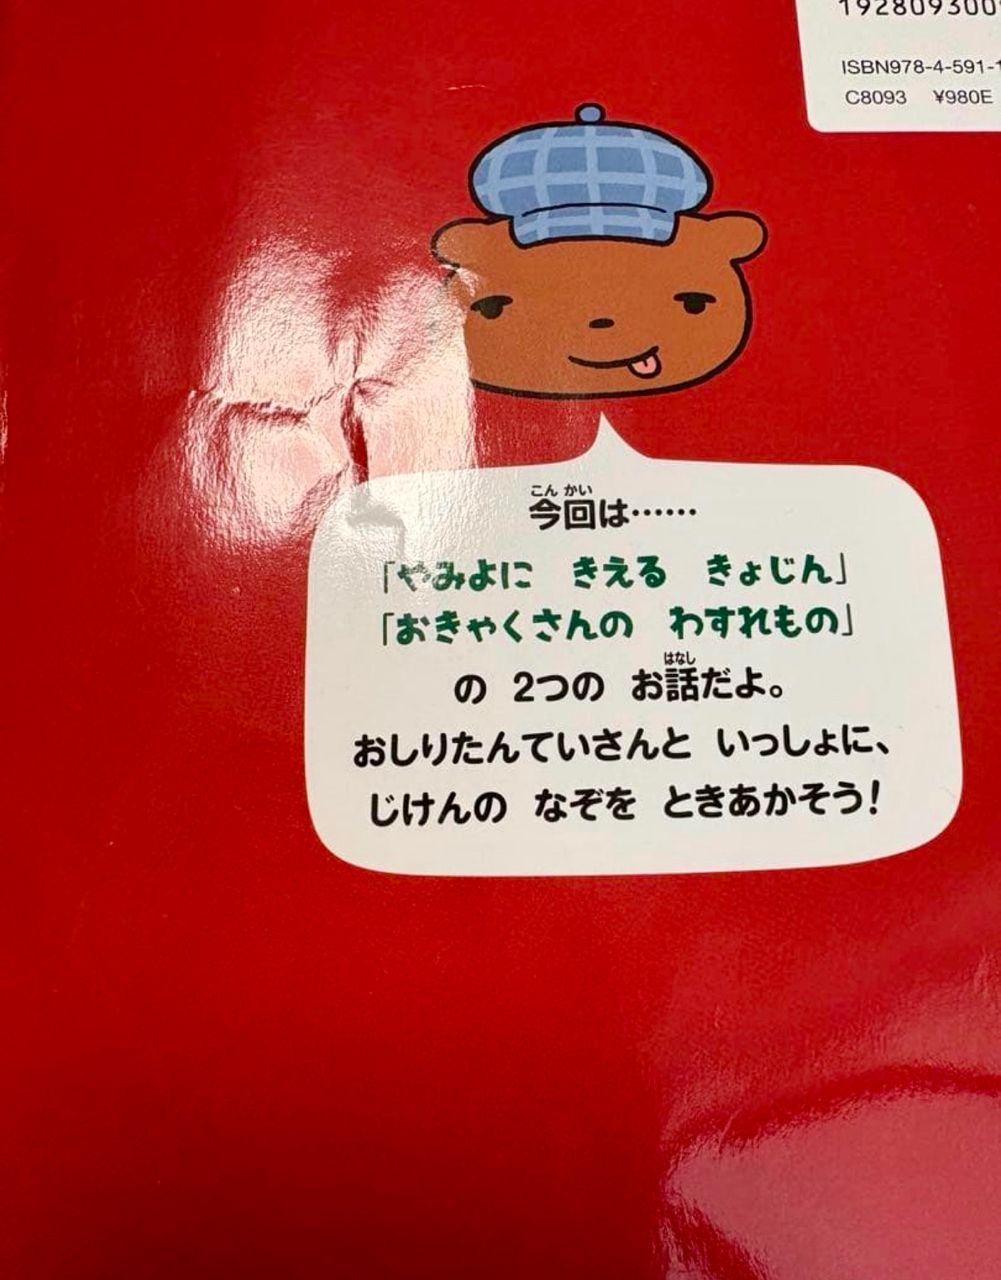 192809300
ISBN978-4-591-1
C8093 ¥980E
こん かい
今回は……
「やみよに きえる きょじん」
「おきゃくさんの わすれもの」
はなし
の 2つの お話だよ。
おしりたんていさんと いっしょに、
じけんの なぞを ときあかそう!